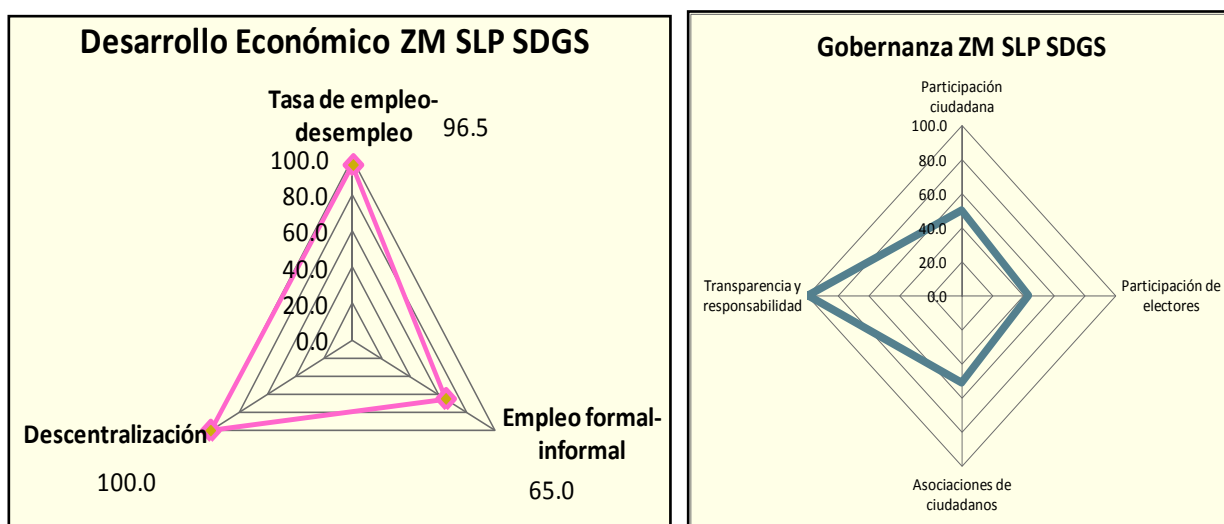 Desarrollo Económico ZM SLP SDGS
Tasa de empleo-
desempleo
96.5
100.0
80.0
60.0
40.0
20.0
0.0
Descentralización
100.0
Empleo formal-
informal
65.0
Gobernanza ZM SLP SDGS
Participación
ciudadana
100.0
80.0
60.0
40.0
20.0
0.0
Transparencia y
responsabilidad
Participación de
electores
Asociaciones de
ciudadanos